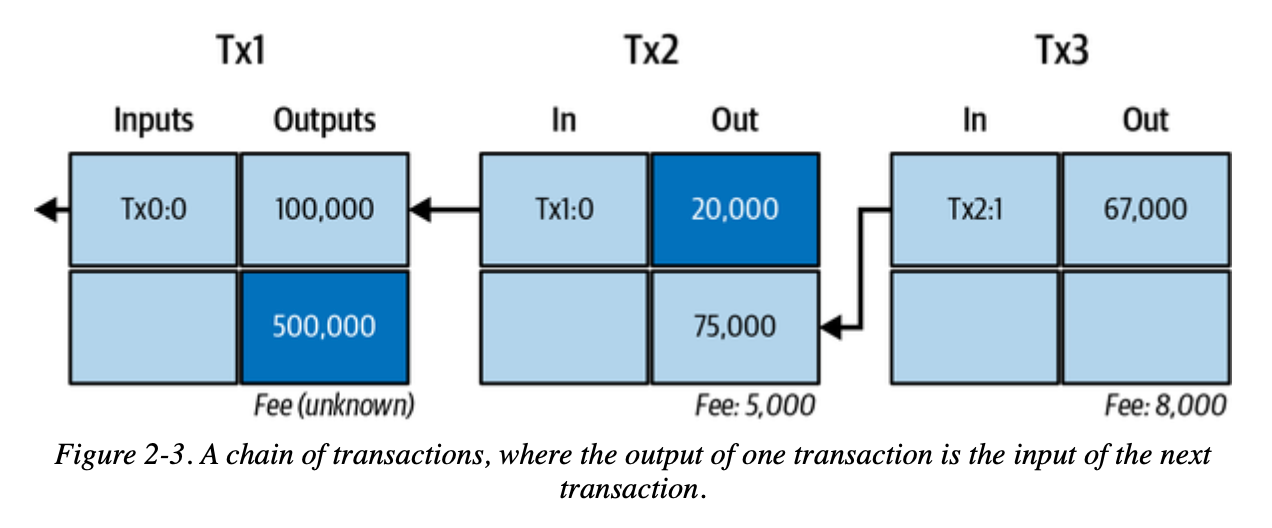 Tx1 Tx2 Tx3
Inputs Outputs In Out In Out
Tx0:0 100,000 Tx1:0 20,000 Tx2:1 67,000
500,000 75,000
Fee (unknown) Fee: 5,000 Fee: 8,000
Figure 2-3. A chain of transactions, where the output of one transaction is the input of the next
transaction.